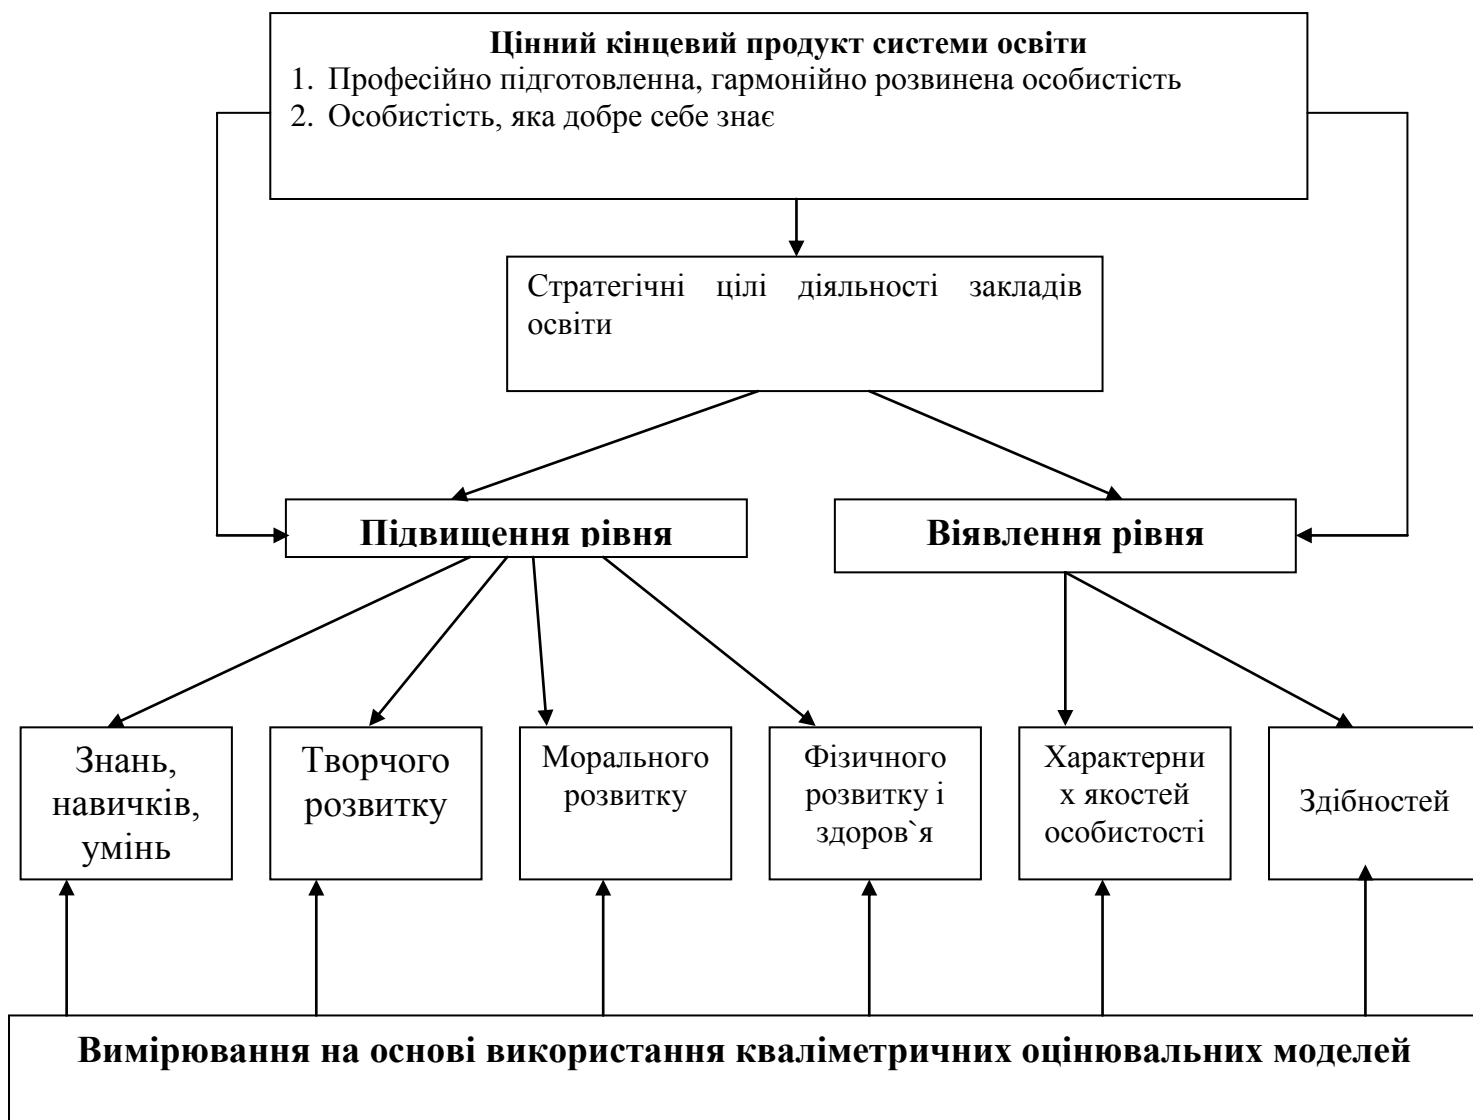 Цінний кінцевий продукт системи освіти
1. Професійно підготовленна, гармонійно розвинена особистість
2. Особистість, яка добре себе знає
Стратегічні цілі діяльності закладів
освіти
Підвищення рівня
Віявлення рівня
Знань,
навичків,
умінь
Творчого
розвитку
Морального
розвитку
Фізичного
розвитку і
здоров`я
Характерни
х якостей
особистості
Здібностей
Вимірювання на основі використання кваліметричних оцінювальних моделей